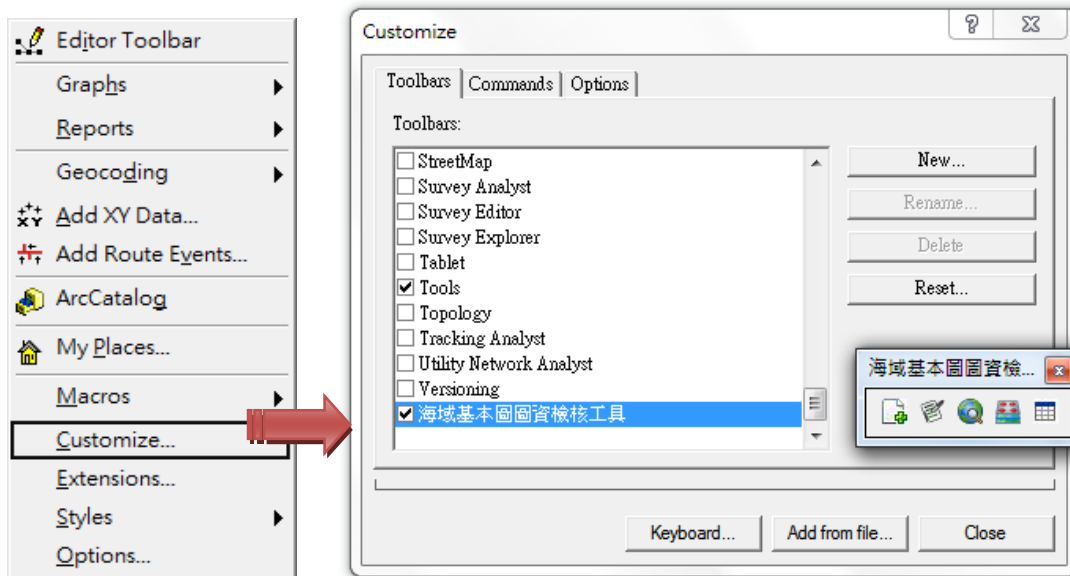 Editor Toolbar
Graphs
Reports
Geocoding
Add XY Data...
Add Route Events...
ArcCatalog
My Places...
Macros
Customize...
Extensions...
Styles
Options...
Customize
Toolbars
Commands
Options
Toolbars:
StreetMap
Survey Analyst
Survey Editor
Survey Explorer
Tablet
Tools
Topology
Tracking Analyst
Utility Network Analyst
Versioning
海域基本圖圖資檢核工具
New...
Rename...
Delete
Reset...
海域基本圖圖資檢...
Keyboard...
Add from file...
Close